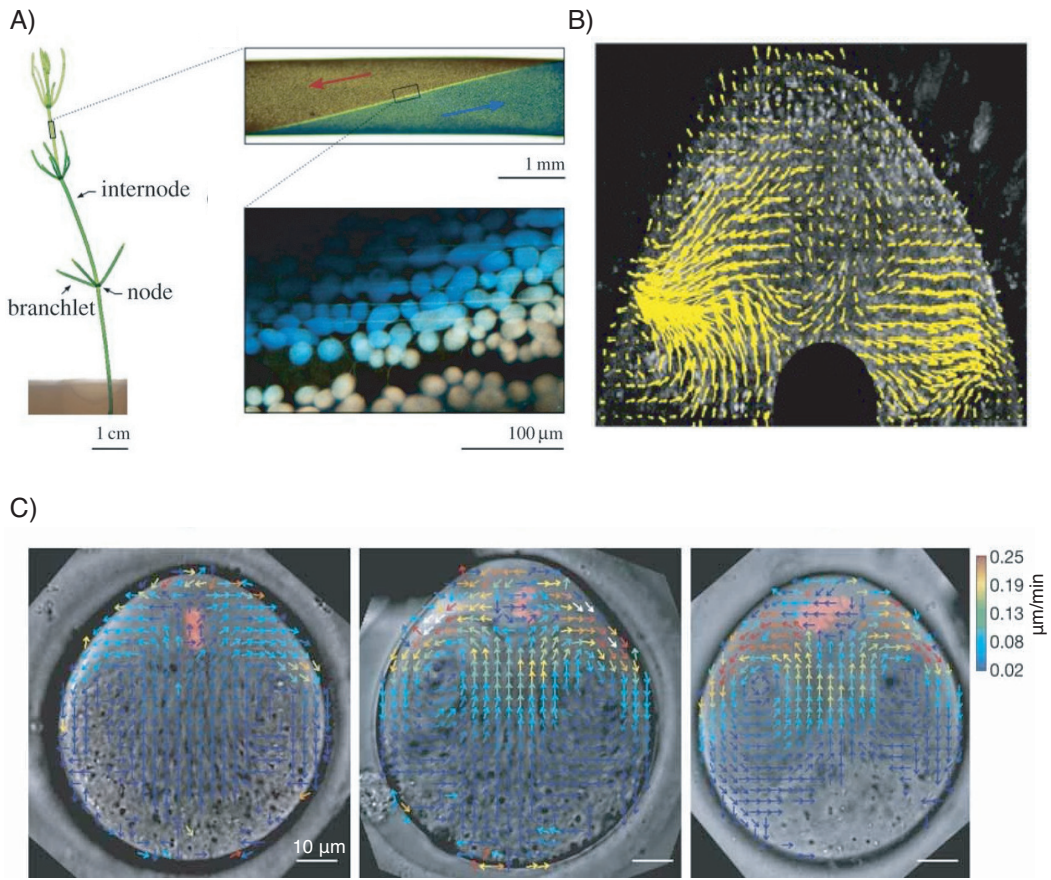 A)
B)
internode
branchlet
node
1 cm
1 mm
100 µm
C)
10 µm
0.25
0.19
0.13
0.08
0.02
µm/min